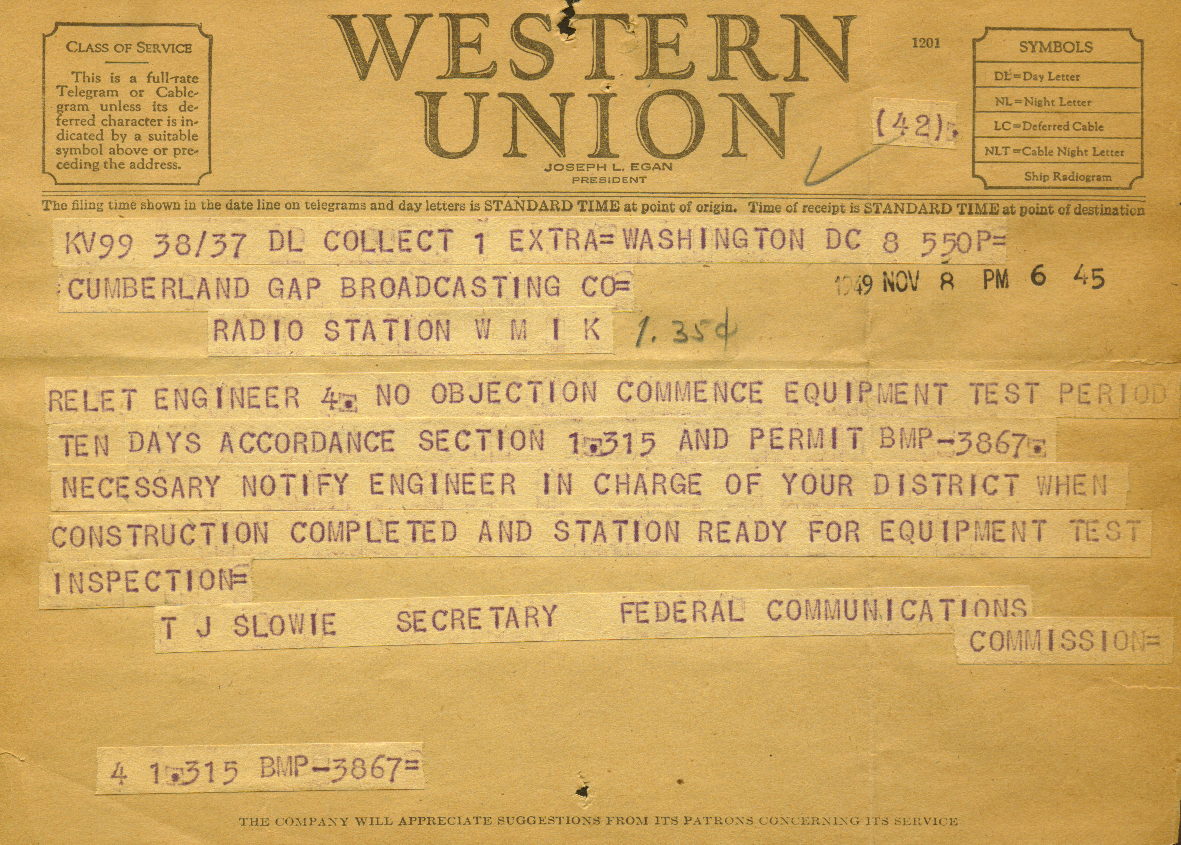 CLASS OF SERVICE
This is a full-rate
Telegram or Cable-
gram unless its de-
ferred character is in-
dicated by a suitable
symbol above or pre-
ceding the address.
WESTERN
UNION
JOSEPH L. EGAN
PRESIDENT
1201
(42).
SYMBOLS
DL=Day Letter
NL=Night Letter
LC=Deferred Cable
NLT=Cable Night Letter
Ship Radiogram
The filing time shown in the date line on telegrams and day letters is STANDARD TIME at point of origin. Time of receipt is STANDARD TIME at point of destination
KV99 38/37 DL COLLECT 1 EXTRA=WASHINGTON DC 8 550P=
CUMBERLAND GAP BROADCASTING CO=
1949 NOV 8 PM 6 45
RADIO STATION W M I K
1.35¢
RELET ENGINEER 4. NO OBJECTION COMMENCE EQUIPMENT TEST PERIOD
TEN DAYS ACCORDANCE SECTION 1.315 AND PERMIT BMP-3867.
NECESSARY NOTIFY ENGINEER IN CHARGE OF YOUR DISTRICT WHEN
CONSTRUCTION COMPLETED AND STATION READY FOR EQUIPMENT TEST
INSPECTION=
T J SLOWIE SECRETARY FEDERAL COMMUNICATIONS
COMMISSION=
4 1.315 BMP-3867=
THE COMPANY WILL APPRECIATE SUGGESTIONS FROM ITS PATRONS CONCERNING ITS SERVICE